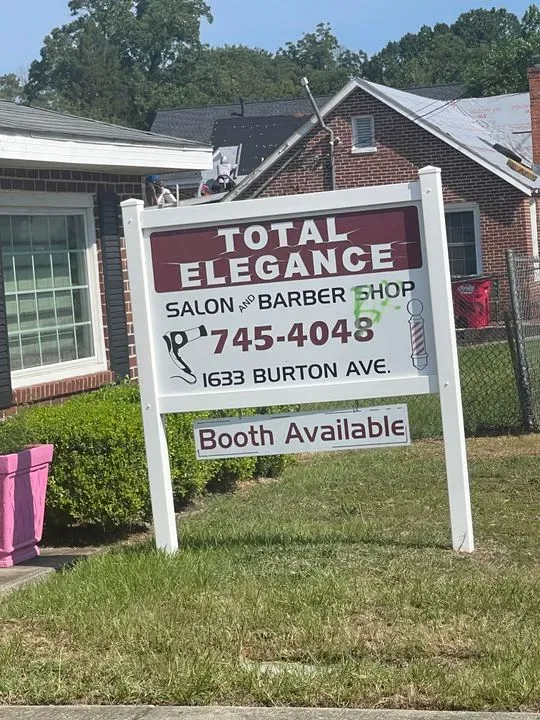 TOTAL
ELEGANCE
SALON AND BARBER SHOP
745-4048
1633 BURTON AVE.
Booth Available